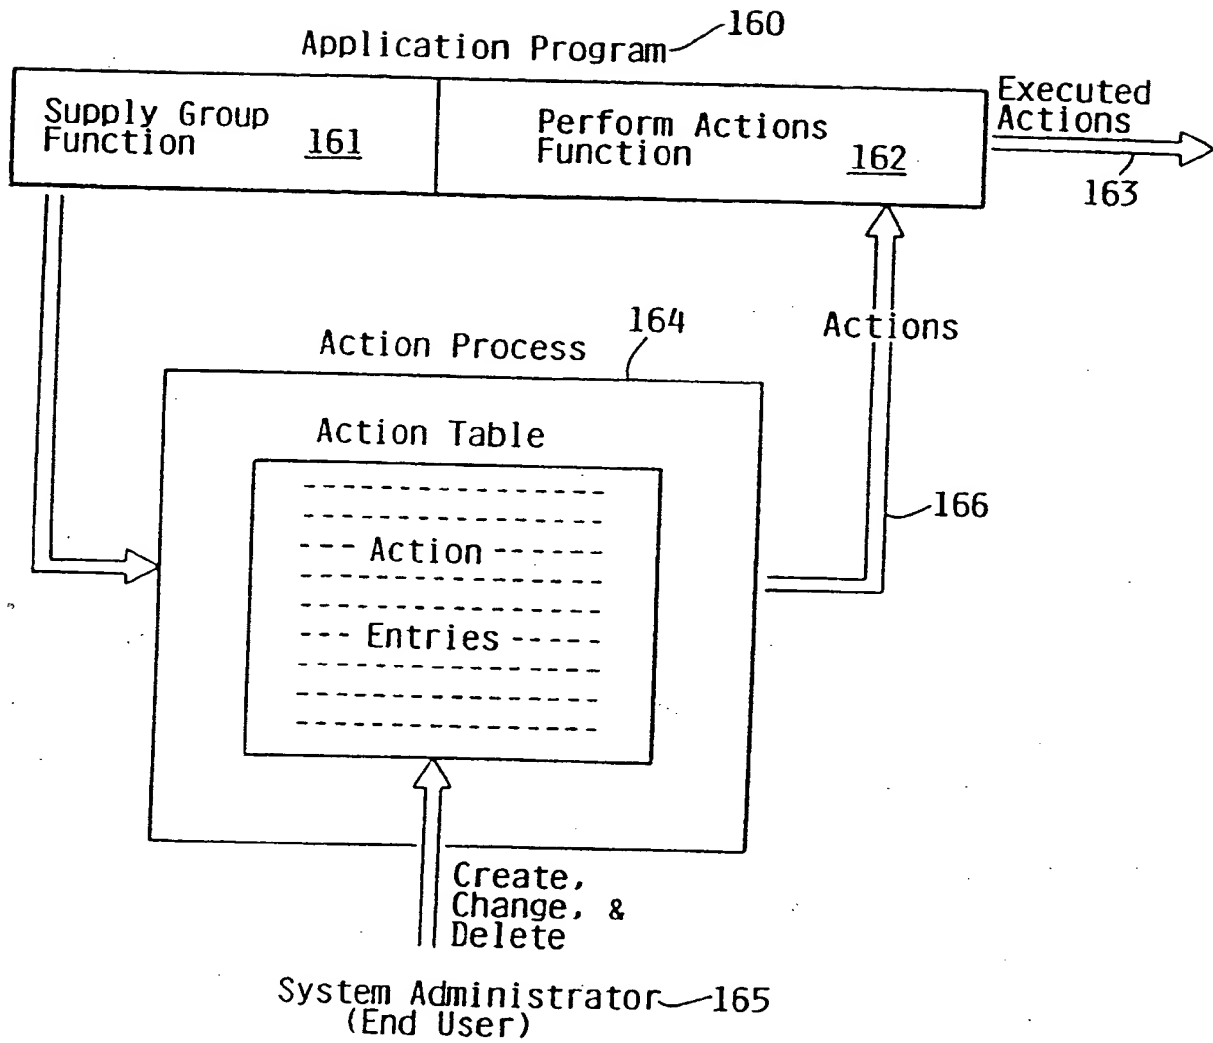 Application Program 160
Supply Group
Function 161
Perform Actions
Function 162
Executed
Actions
163
Actions
Action Process 164
Action Table
Action
Entries
166
Create,
Change, &
Delete
System Administrator 165
(End User)